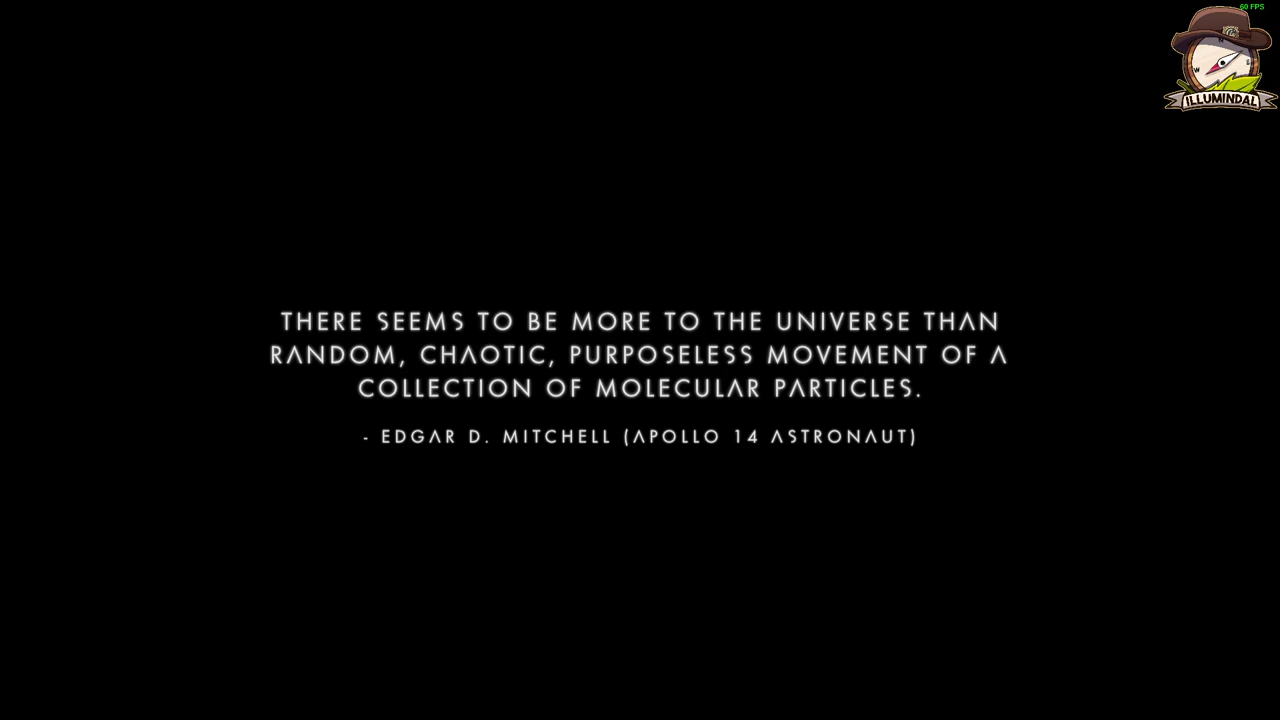 60 FPS
N
W
E
ILLUMINDAL
THERE SEEMS TO BE MORE TO THE UNIVERSE THAN
RANDOM, CHAOTIC, PURPOSELESS MOVEMENT OF A
COLLECTION OF MOLECULAR PARTICLES.
- EDGAR D. MITCHELL (APOLLO 14 ASTRONAUT)